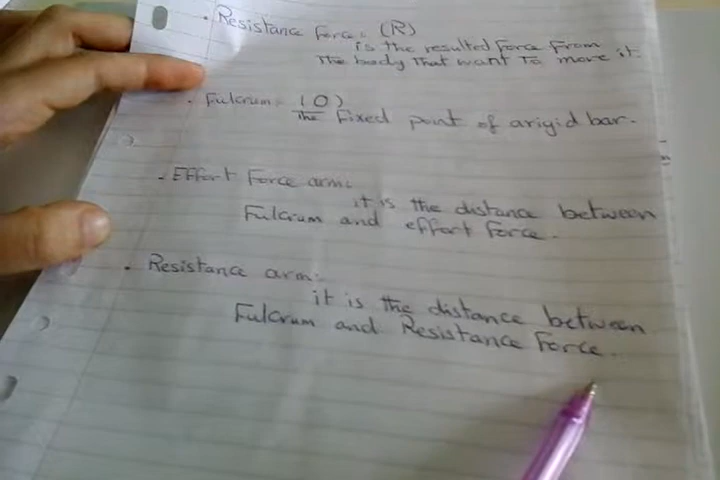 . Resistance Force: (R)
is the resulted force from
The body that want To move it.
. Fulcrum: (O)
The Fixed point of arigid bar.
. Effort Force arm:
it is the distance between
Fulcrum and effort force.
. Resistance arm:
it is the distance between
Fulcrum and Resistance Force.